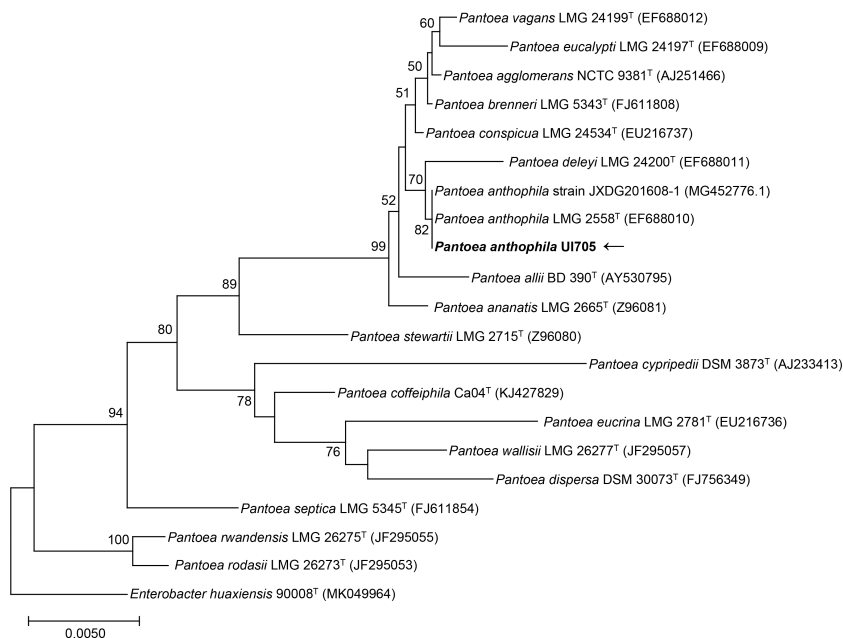 Pantoea vagans LMG 24199ᵀ (EF688012)
60
Pantoea eucalypti LMG 24197ᵀ (EF688009)
50
Pantoea agglomerans NCTC 9381ᵀ (AJ251466)
51
Pantoea brenneri LMG 5343ᵀ (FJ611808)
Pantoea conspicua LMG 24534ᵀ (EU216737)
Pantoea deleyi LMG 24200ᵀ (EF688011)
70
Pantoea anthophila strain JXDG201608-1 (MG452776.1)
52
Pantoea anthophila LMG 2558ᵀ (EF688010)
82
99
Pantoea anthophila UI705 ←
Pantoea allii BD 390ᵀ (AY530795)
89
Pantoea ananatis LMG 2665ᵀ (Z96081)
80
Pantoea stewartii LMG 2715ᵀ (Z96080)
Pantoea cypripedii DSM 3873ᵀ (AJ233413)
78
Pantoea coffeiphila Ca04ᵀ (KJ427829)
94
Pantoea eucrina LMG 2781ᵀ (EU216736)
76
Pantoea wallisii LMG 26277ᵀ (JF295057)
Pantoea dispersa DSM 30073ᵀ (FJ756349)
Pantoea septica LMG 5345ᵀ (FJ611854)
100
Pantoea rwandensis LMG 26275ᵀ (JF295055)
Pantoea rodasii LMG 26273ᵀ (JF295053)
Enterobacter huaxiensis 90008ᵀ (MK049964)
0.0050